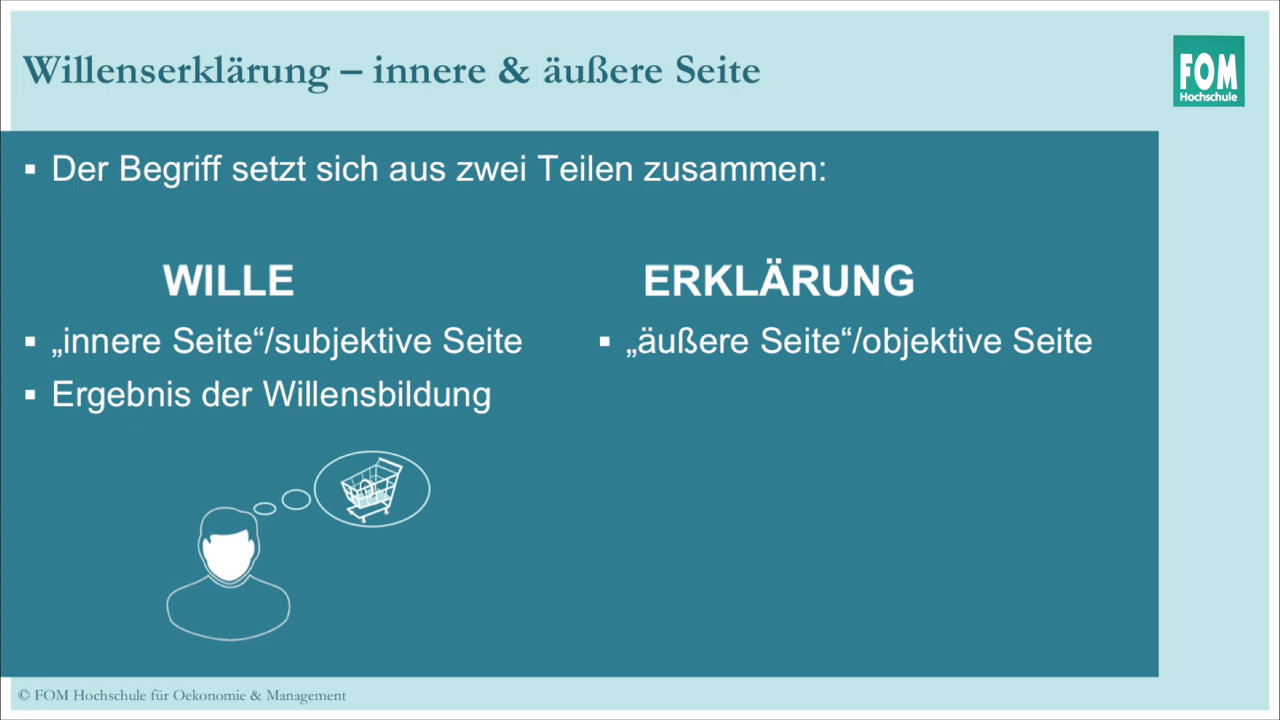 Willenserklärung – innere & äußere Seite
FOM
Hochschule
▪ Der Begriff setzt sich aus zwei Teilen zusammen:
WILLE
▪ „innere Seite“/subjektive Seite
▪ Ergebnis der Willensbildung
ERKLÄRUNG
▪ „äußere Seite“/objektive Seite
© FOM Hochschule für Oekonomie & Management